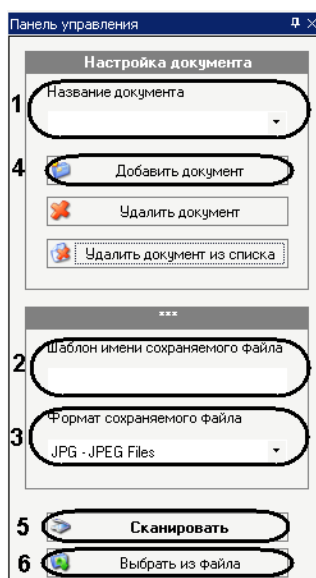 Панель управления
Настройка документа
1 Название документа
4 Добавить документ
Удалить документ
Удалить документ из списка
***
Шаблон имени сохраняемого файла
2
Формат сохраняемого файла
3
JPG - JPEG Files
5 Сканировать
6 Выбрать из файла